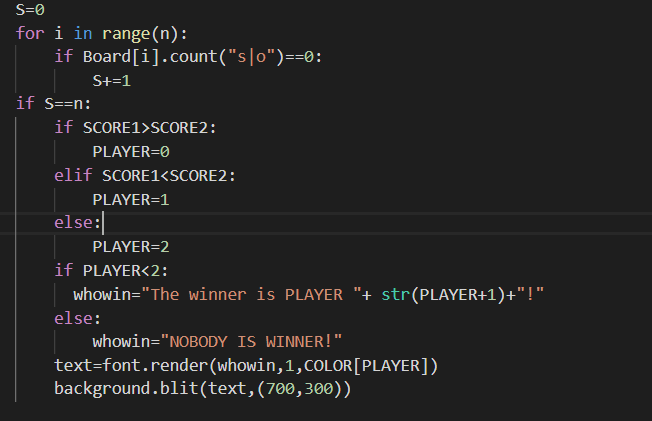 S=0
for i in range(n):
    if Board[i].count("s|o")==0:
        S+=1
if S==n:
    if SCORE1>SCORE2:
        PLAYER=0
    elif SCORE1<SCORE2:
        PLAYER=1
    else:
        PLAYER=2
    if PLAYER<2:
      whowin="The winner is PLAYER "+ str(PLAYER+1)+"!"
    else:
        whowin="NOBODY IS WINNER!"
    text=font.render(whowin,1,COLOR[PLAYER])
    background.blit(text,(700,300))